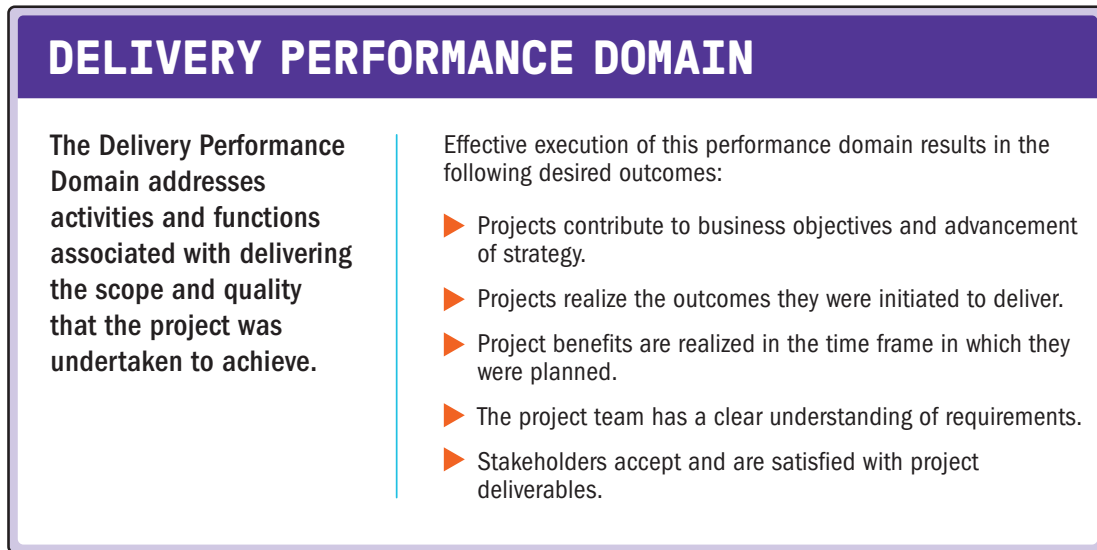 DELIVERY PERFORMANCE DOMAIN
The Delivery Performance
Domain addresses
activities and functions
associated with delivering
the scope and quality
that the project was
undertaken to achieve.
Effective execution of this performance domain results in the
following desired outcomes:
Projects contribute to business objectives and advancement
of strategy.
Projects realize the outcomes they were initiated to deliver.
Project benefits are realized in the time frame in which they
were planned.
The project team has a clear understanding of requirements.
Stakeholders accept and are satisfied with project
deliverables.